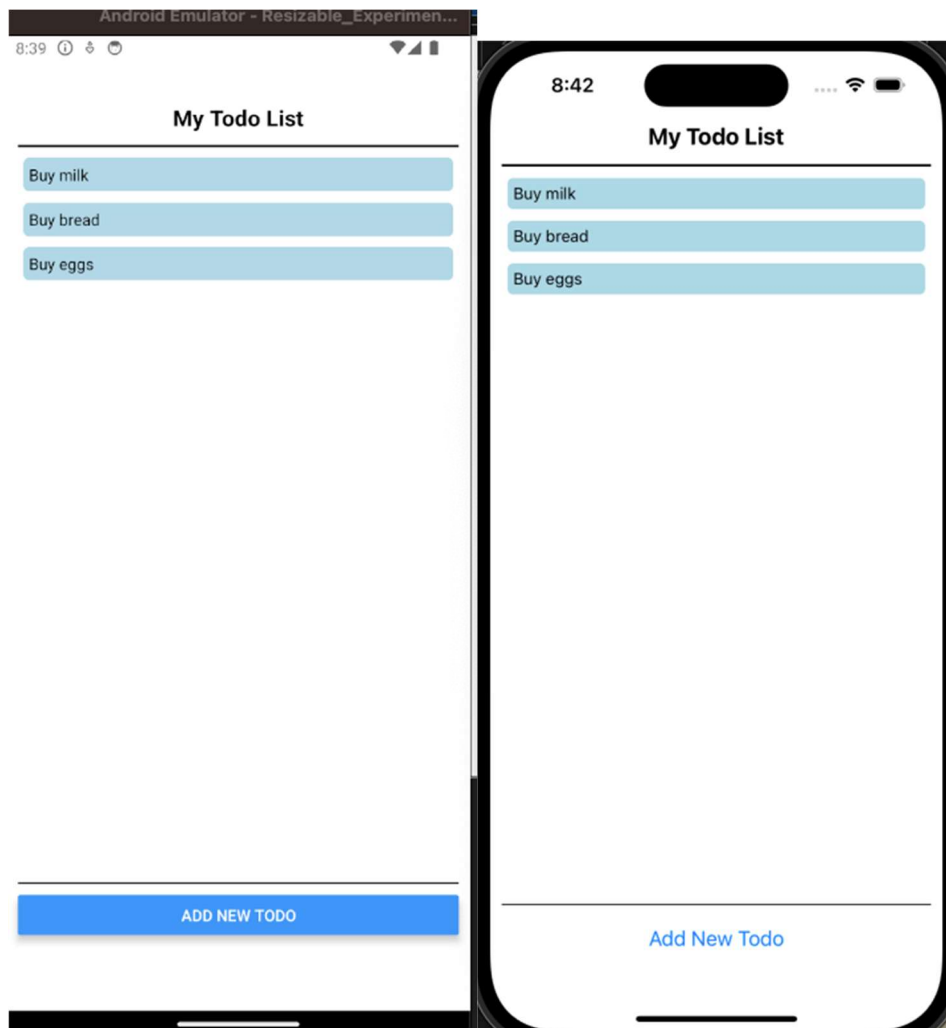 Android Emulator - Resizable_Experimen...
8:39
My Todo List
Buy milk
Buy bread
Buy eggs
ADD NEW TODO
8:42
My Todo List
Buy milk
Buy bread
Buy eggs
Add New Todo